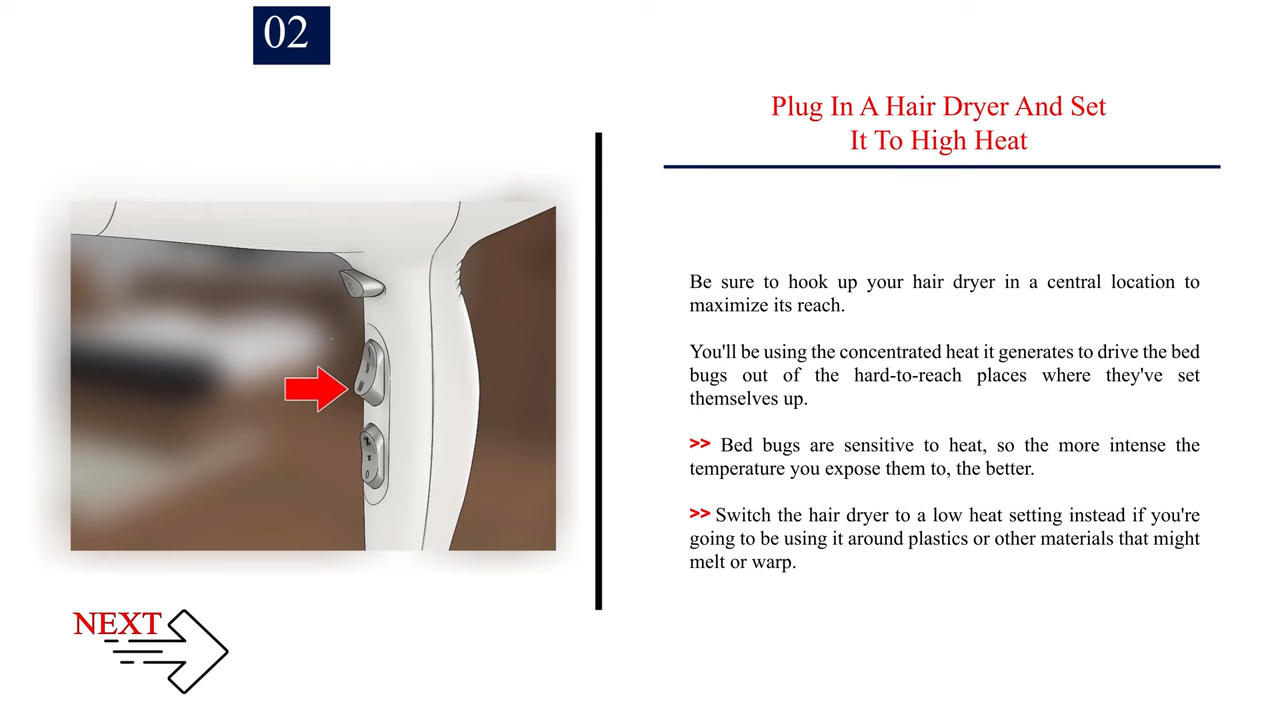 02
Plug In A Hair Dryer And Set
It To High Heat
Be sure to hook up your hair dryer in a central location to
maximize its reach.
You'll be using the concentrated heat it generates to drive the bed
bugs out of the hard-to-reach places where they've set
themselves up.
>> Bed bugs are sensitive to heat, so the more intense the
temperature you expose them to, the better.
>> Switch the hair dryer to a low heat setting instead if you're
going to be using it around plastics or other materials that might
melt or warp.
NEXT